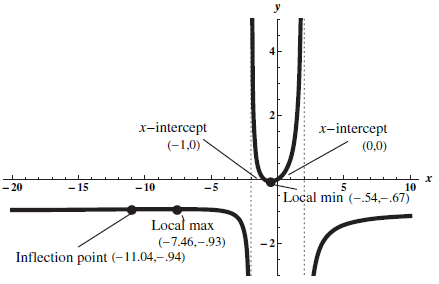 y
4
2
x–intercept
(−1,0)
x–intercept
(0,0)
−20
−15
−10
−5
5
10
x
Local min (−.54,−.67)
Local max
(−7.46,−.93)
−2
Inflection point (−11.04,−.94)